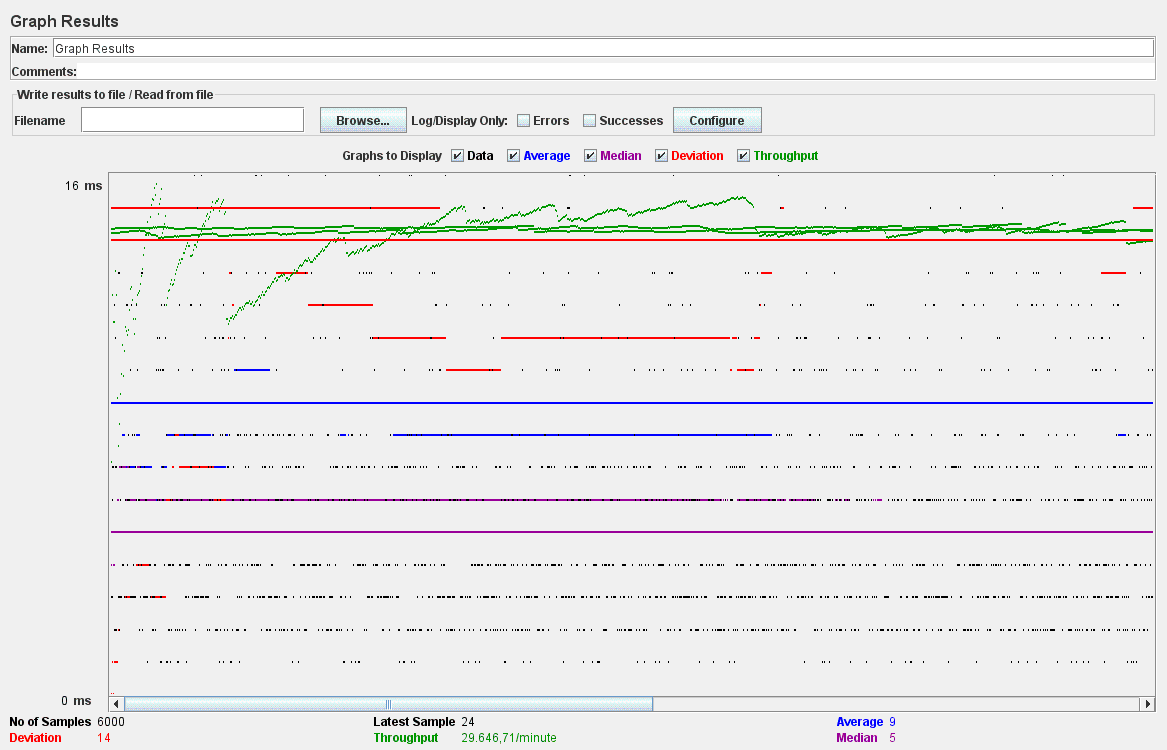 Graph Results
Name: Graph Results
Comments:
Write results to file / Read from file
Filename Browse... Log/Display Only: Errors Successes Configure
Graphs to Display Data Average Median Deviation Throughput
16 ms
0 ms
No of Samples 6000 Latest Sample 24 Average 9
Deviation 14 Throughput 29.646,71/minute Median 5